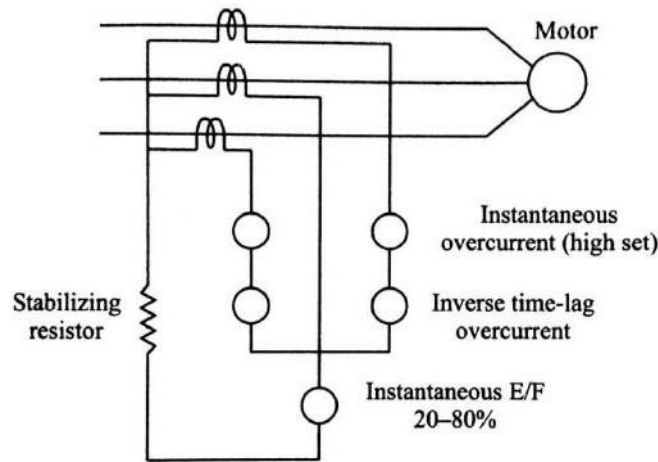 Motor
Instantaneous
overcurrent (high set)
Stabilizing
resistor
Inverse time-lag
overcurrent
Instantaneous E/F
20–80%